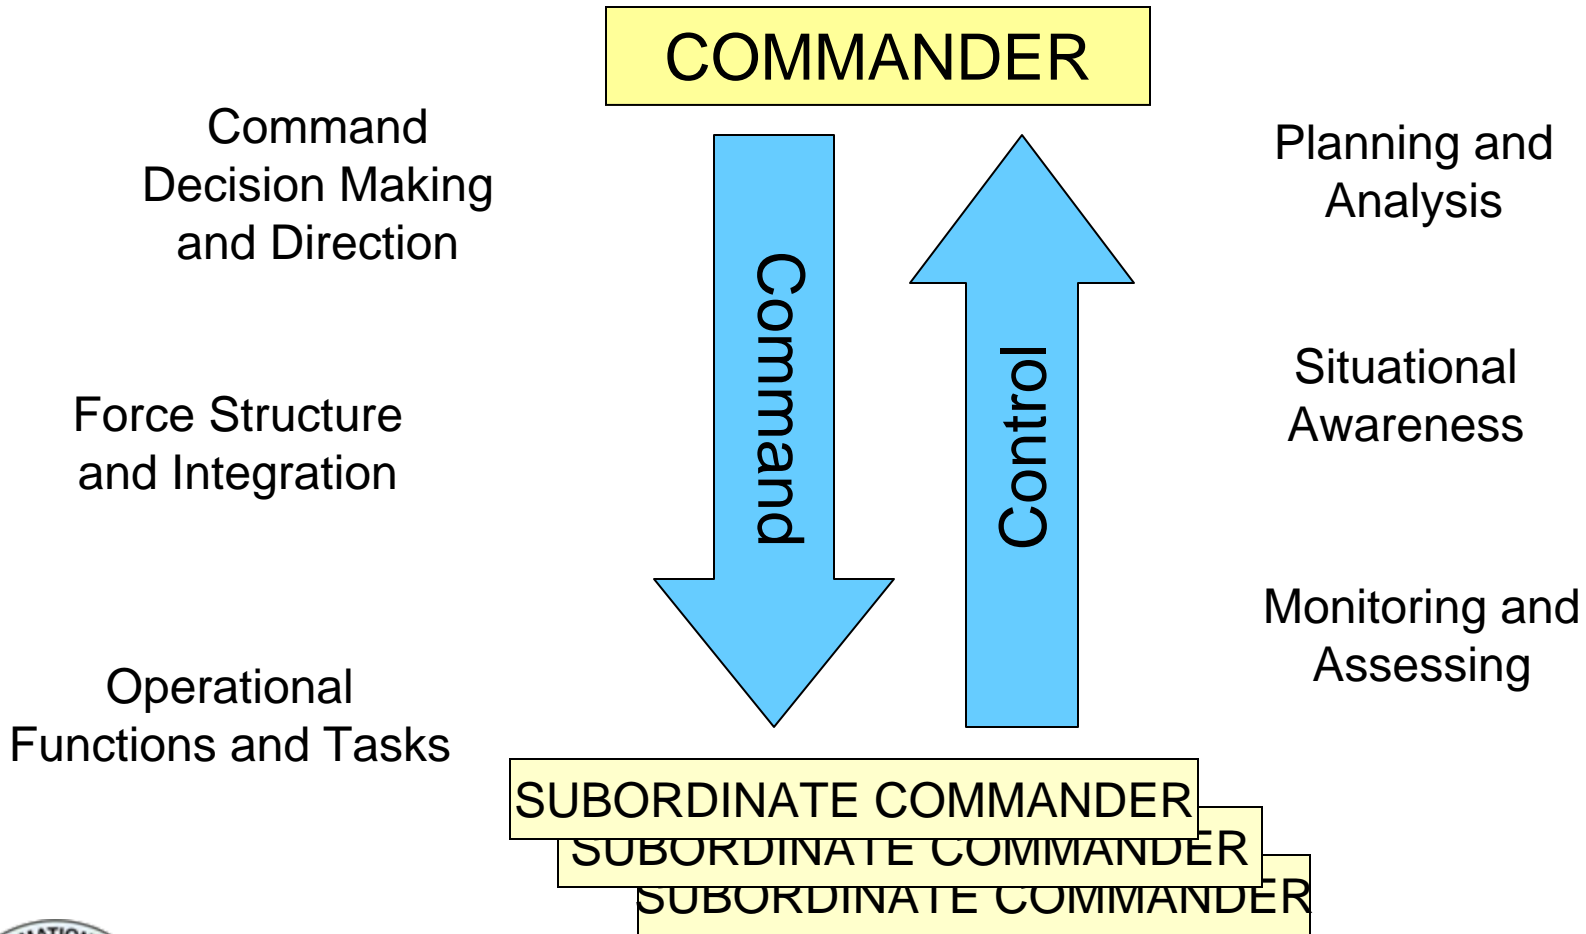 COMMANDER
Command
Decision Making
and Direction
Planning and
Analysis
Command
Control
Force Structure
and Integration
Situational
Awareness
Operational
Functions and Tasks
Monitoring and
Assessing
SUBORDINATE COMMANDER
SUBORDINATE COMMANDER
SUBORDINATE COMMANDER